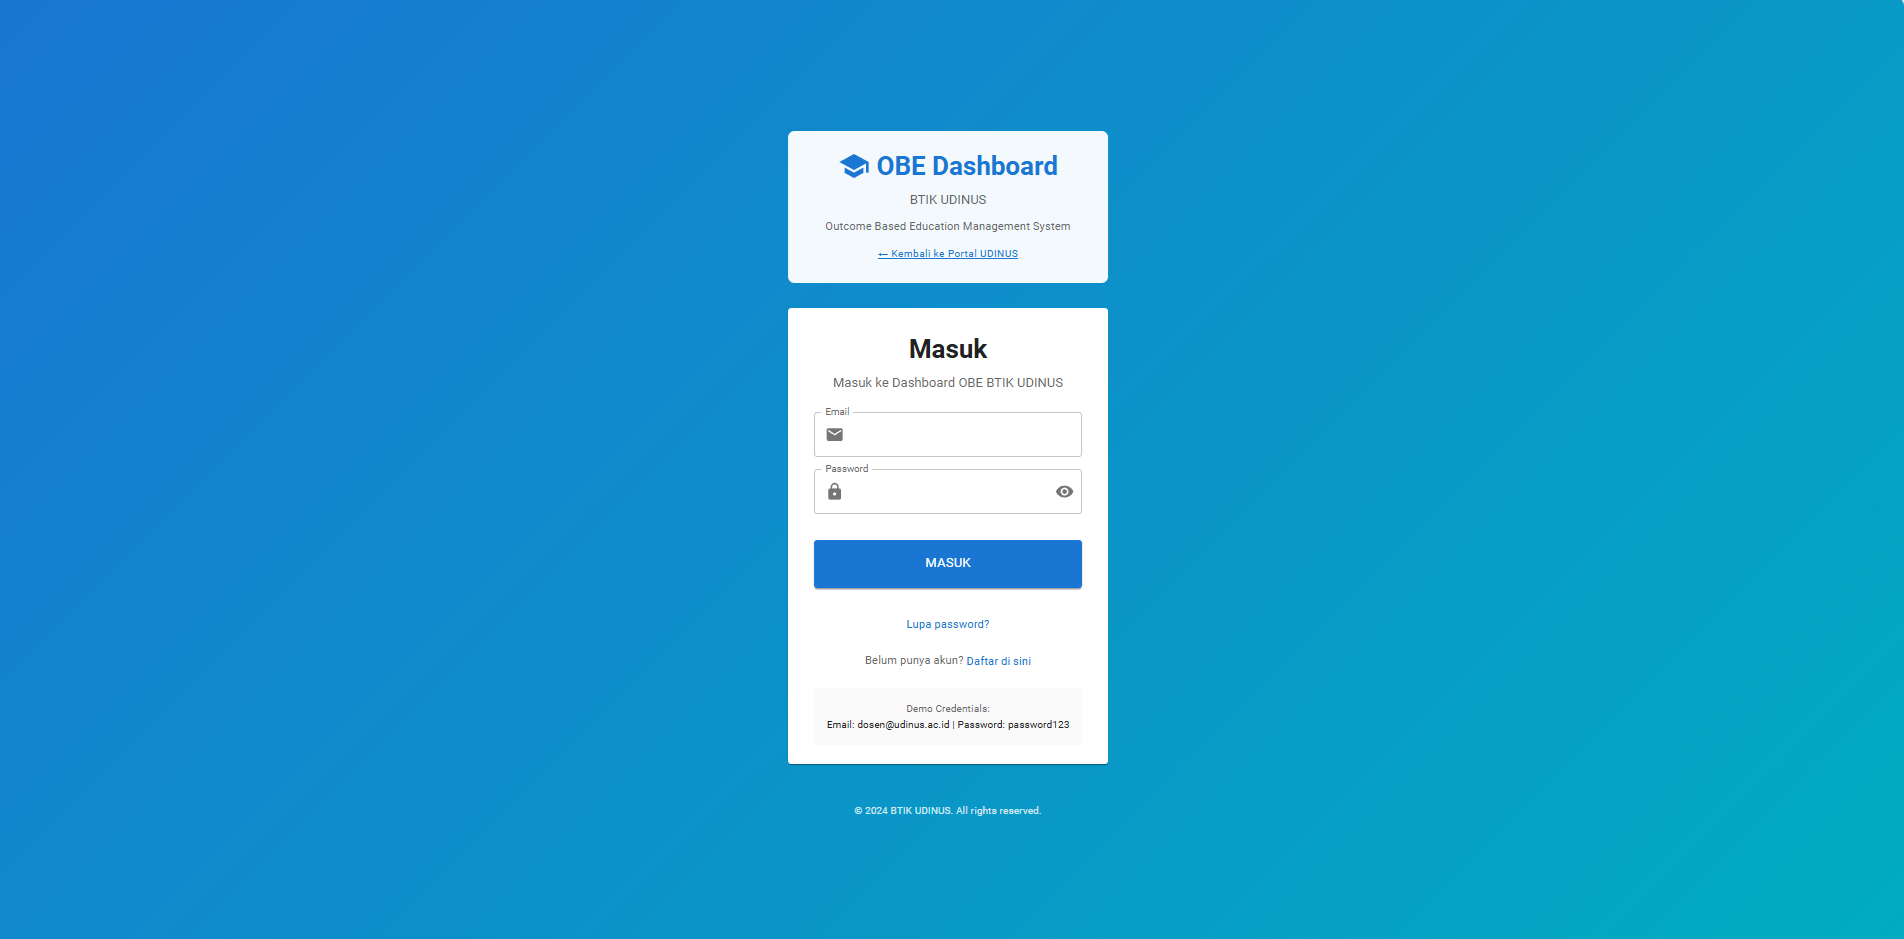 OBE Dashboard
BTIK UDINUS
Outcome Based Education Management System
← Kembali ke Portal UDINUS
Masuk
Masuk ke Dashboard OBE BTIK UDINUS
Email
Password
MASUK
Lupa password?
Belum punya akun? Daftar di sini
Demo Credentials:
Email: dosen@udinus.ac.id | Password: password123
© 2024 BTIK UDINUS. All rights reserved.